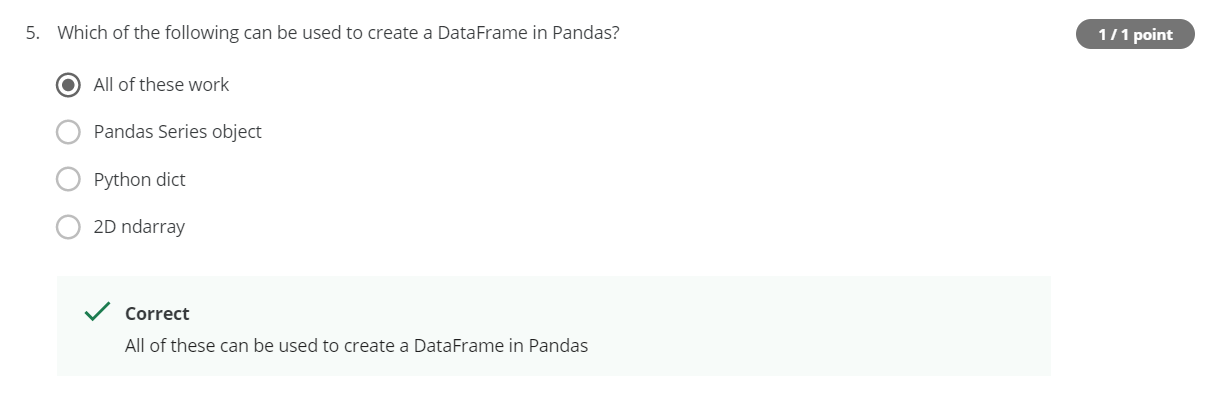 5. Which of the following can be used to create a DataFrame in Pandas?
1 / 1 point
All of these work
Pandas Series object
Python dict
2D ndarray
Correct
All of these can be used to create a DataFrame in Pandas